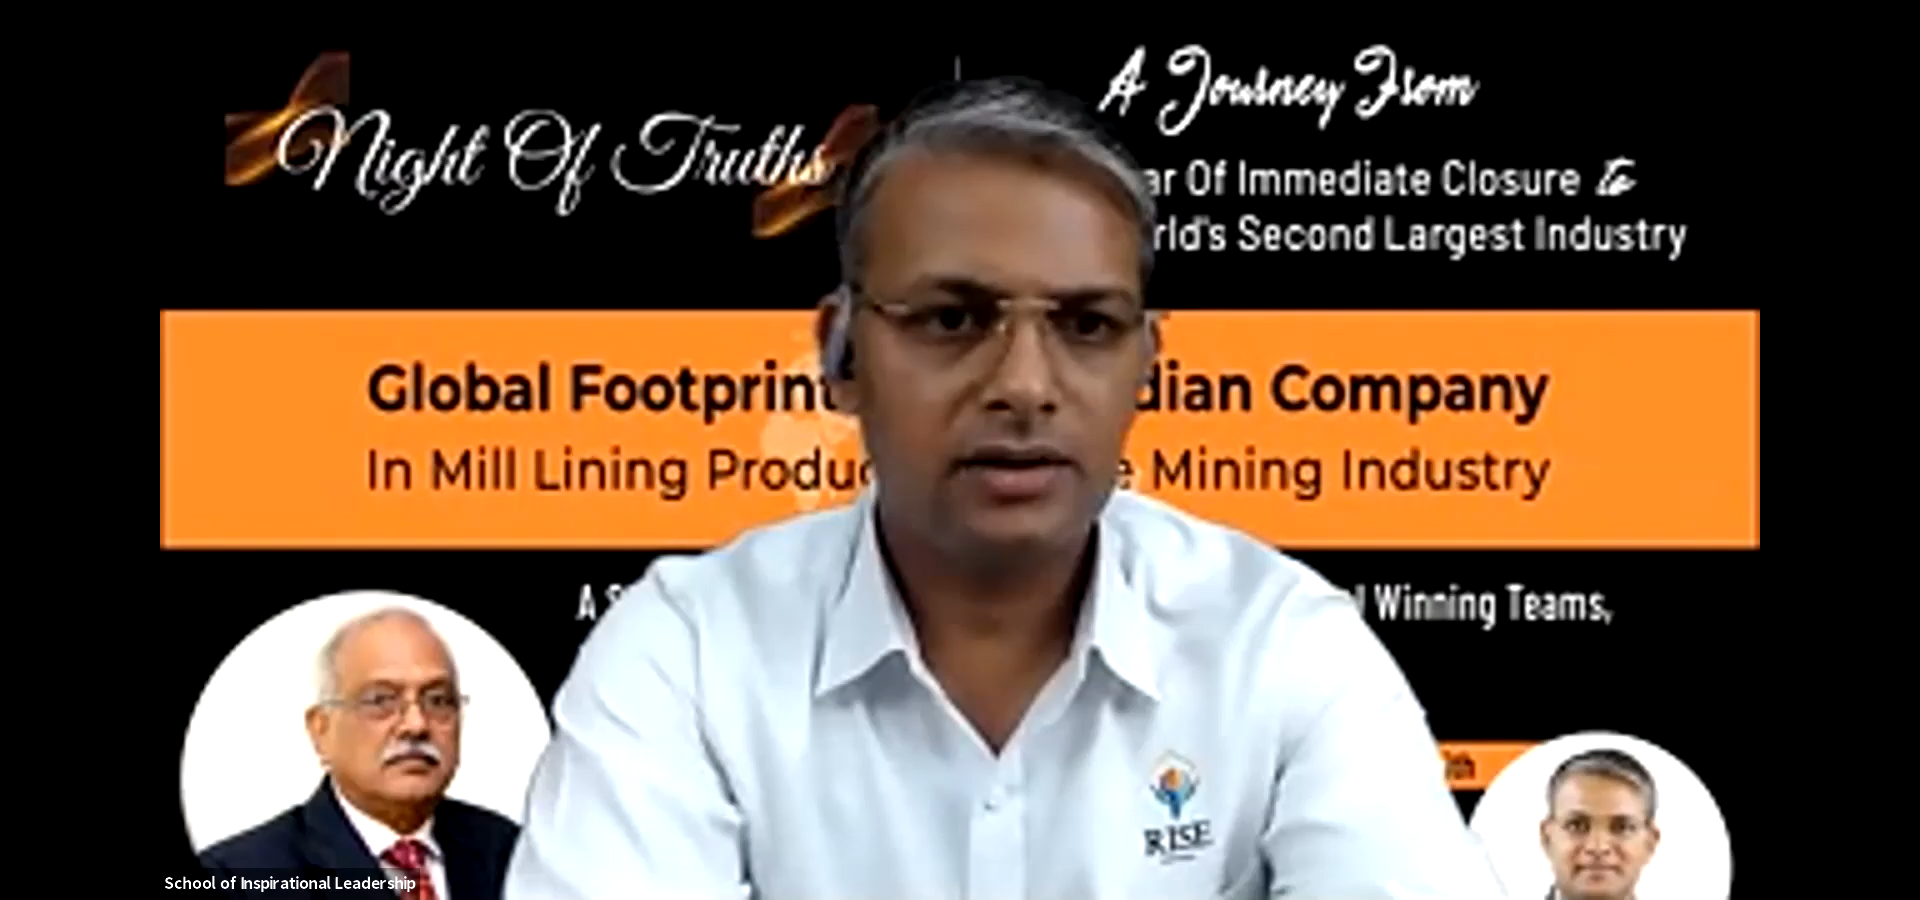 Night Of Truths
A Journey From
ar Of Immediate Closure to
rld's Second Largest Industry
Global Footprint dian Company
In Mill Lining Produc e Mining Industry
A S Winning Teams,
ith
RISE
School of Inspirational Leadership